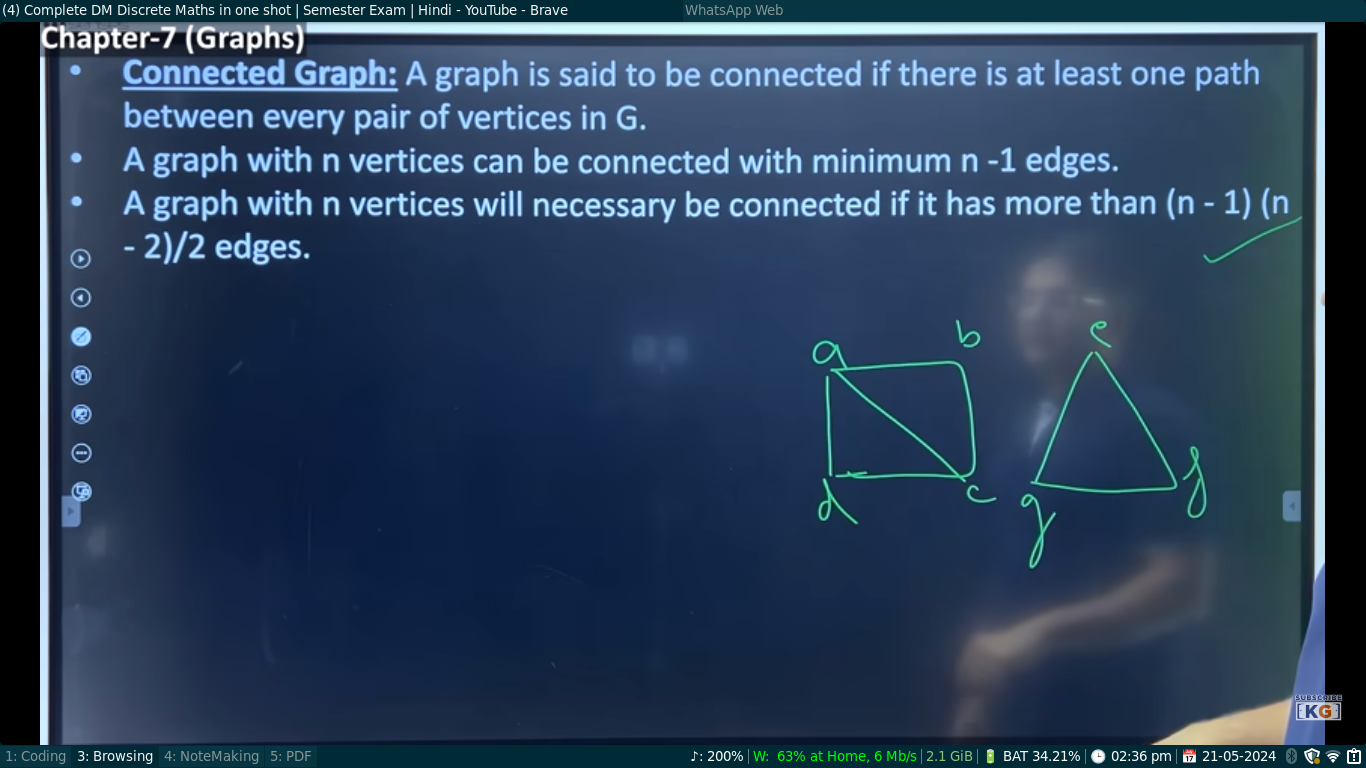 (4) Complete DM Discrete Maths in one shot | Semester Exam | Hindi - YouTube - Brave
WhatsApp Web
Chapter-7 (Graphs)
• Connected Graph: A graph is said to be connected if there is at least one path
between every pair of vertices in G.
• A graph with n vertices can be connected with minimum n -1 edges.
• A graph with n vertices will necessary be connected if it has more than (n - 1) (n
- 2)/2 edges.
a b e
d c g f
SUBSCRIBE
KG
1: Coding 3: Browsing 4: NoteMaking 5: PDF ♪: 200% | W: 63% at Home, 6 Mb/s | 2.1 GiB | BAT 34.21% | 02:36 pm | 21-05-2024